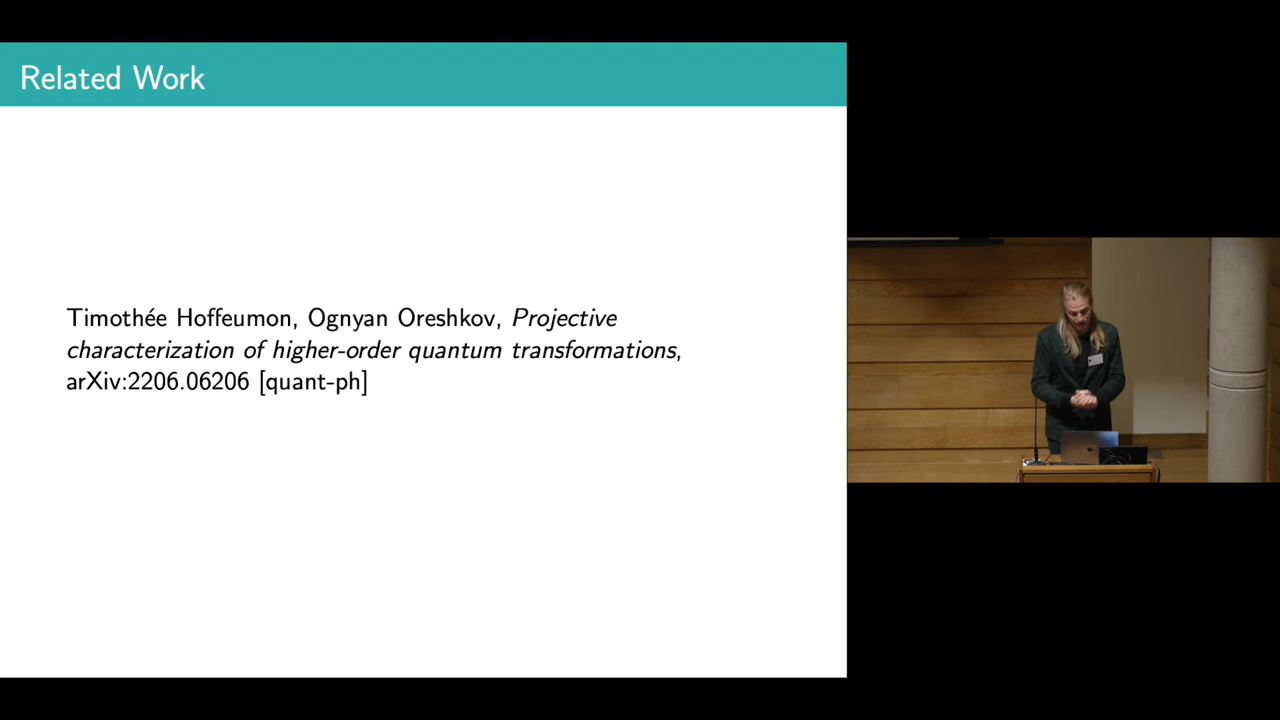 Related Work
Timothée Hoffeumon, Ognyan Oreshkov, Projective
characterization of higher-order quantum transformations,
arXiv:2206.06206 [quant-ph]